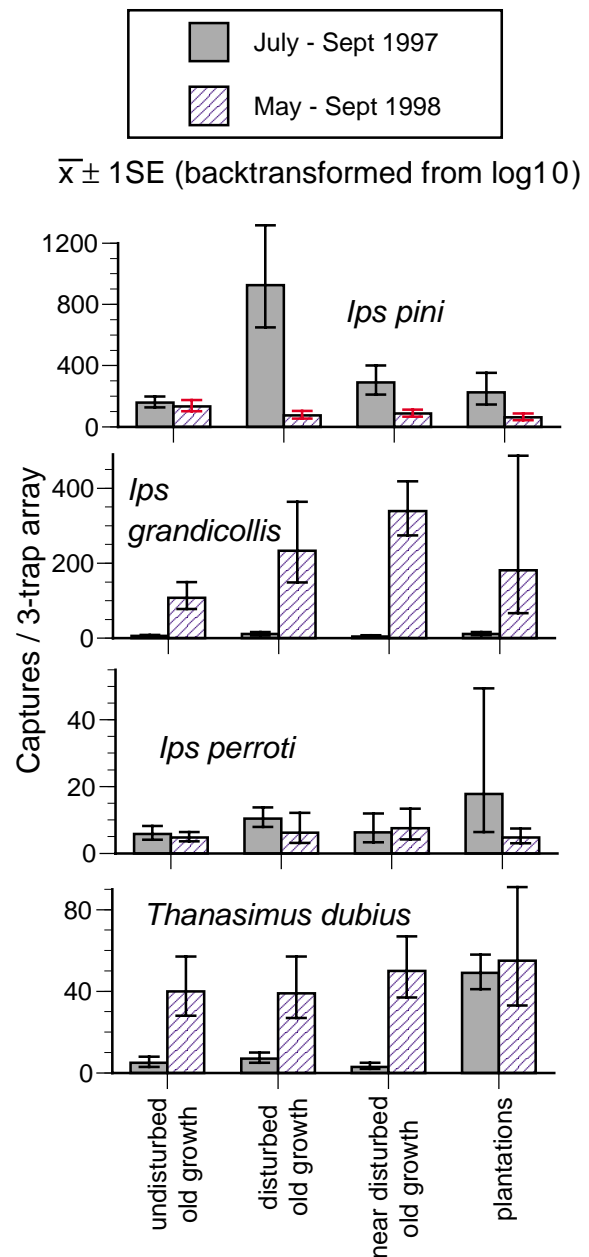 July - Sept 1997
May - Sept 1998
x̅ ± 1SE (backtransformed from log10)
Captures / 3-trap array
1200
800
400
0
Ips pini
400
200
0
Ips
grandicollis
40
20
0
Ips perroti
80
40
0
Thanasimus dubius
undisturbed
old growth
disturbed
old growth
near disturbed
old growth
plantations